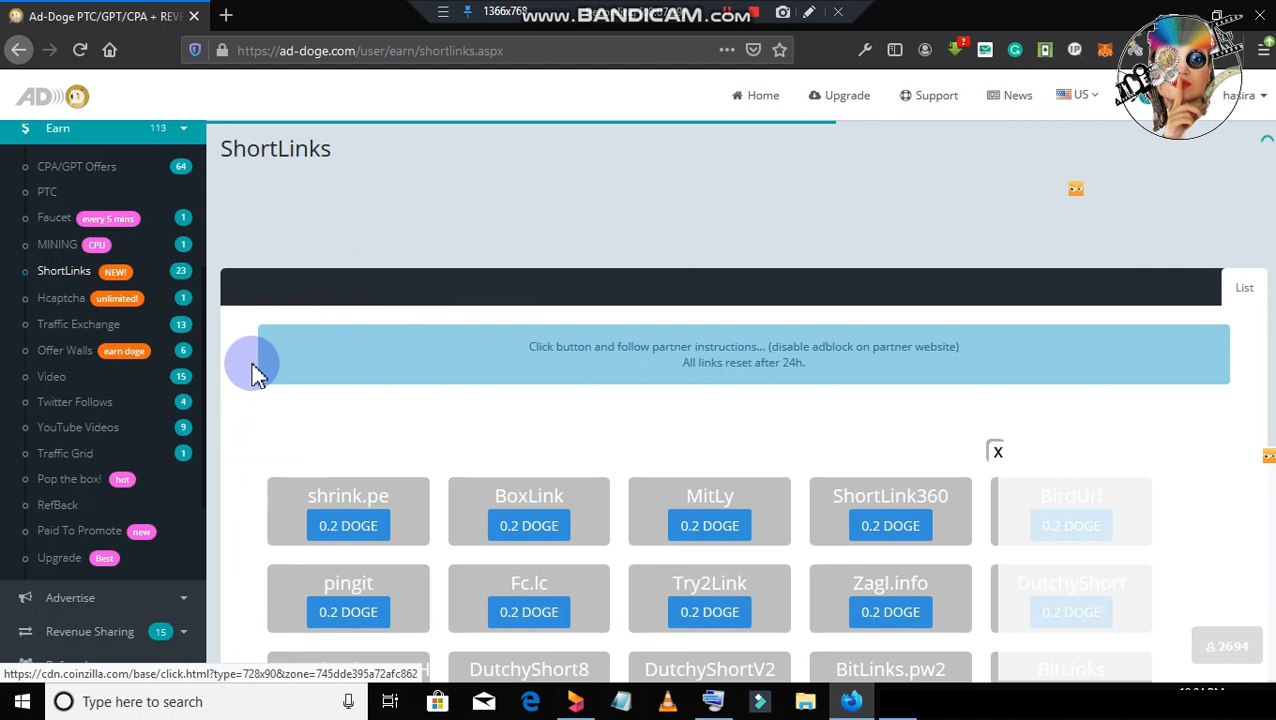 Ad-Doge PTC/GPT/CPA + REVE
1366x768
www.BANDICAM.com
https://ad-doge.com/user/earn/shortlinks.aspx
AD
Home
Upgrade
Support
News
US
hasira
Earn 113
CPA/GPT Offers 64
PTC
Faucet every 5 mins 1
MINING CPU 1
ShortLinks NEW! 23
Hcaptcha unlimited! 1
Traffic Exchange 13
Offer Walls earn doge 6
Video 15
Twitter Follows 4
YouTube Videos 9
Traffic Grid 1
Pop the box! hot
RefBack
Paid To Promote new
Upgrade Best
Advertise
Revenue Sharing 15
ShortLinks
List
Click button and follow partner instructions... (disable adblock on partner website)
All links reset after 24h.
X
shrink.pe BoxLink MitLy ShortLink360 BirdUrl
0.2 DOGE 0.2 DOGE 0.2 DOGE 0.2 DOGE 0.2 DOGE
pingit Fc.lc Try2Link Zagl.info DutchyShort
0.2 DOGE 0.2 DOGE 0.2 DOGE 0.2 DOGE 0.2 DOGE
DutchyShort8 DutchyShortV2 BitLinks.pw2 BitLinks
2694
https://cdn.coinzilla.com/base/click.html?type=728x90&zone=745dde395a72afc862
Type here to search